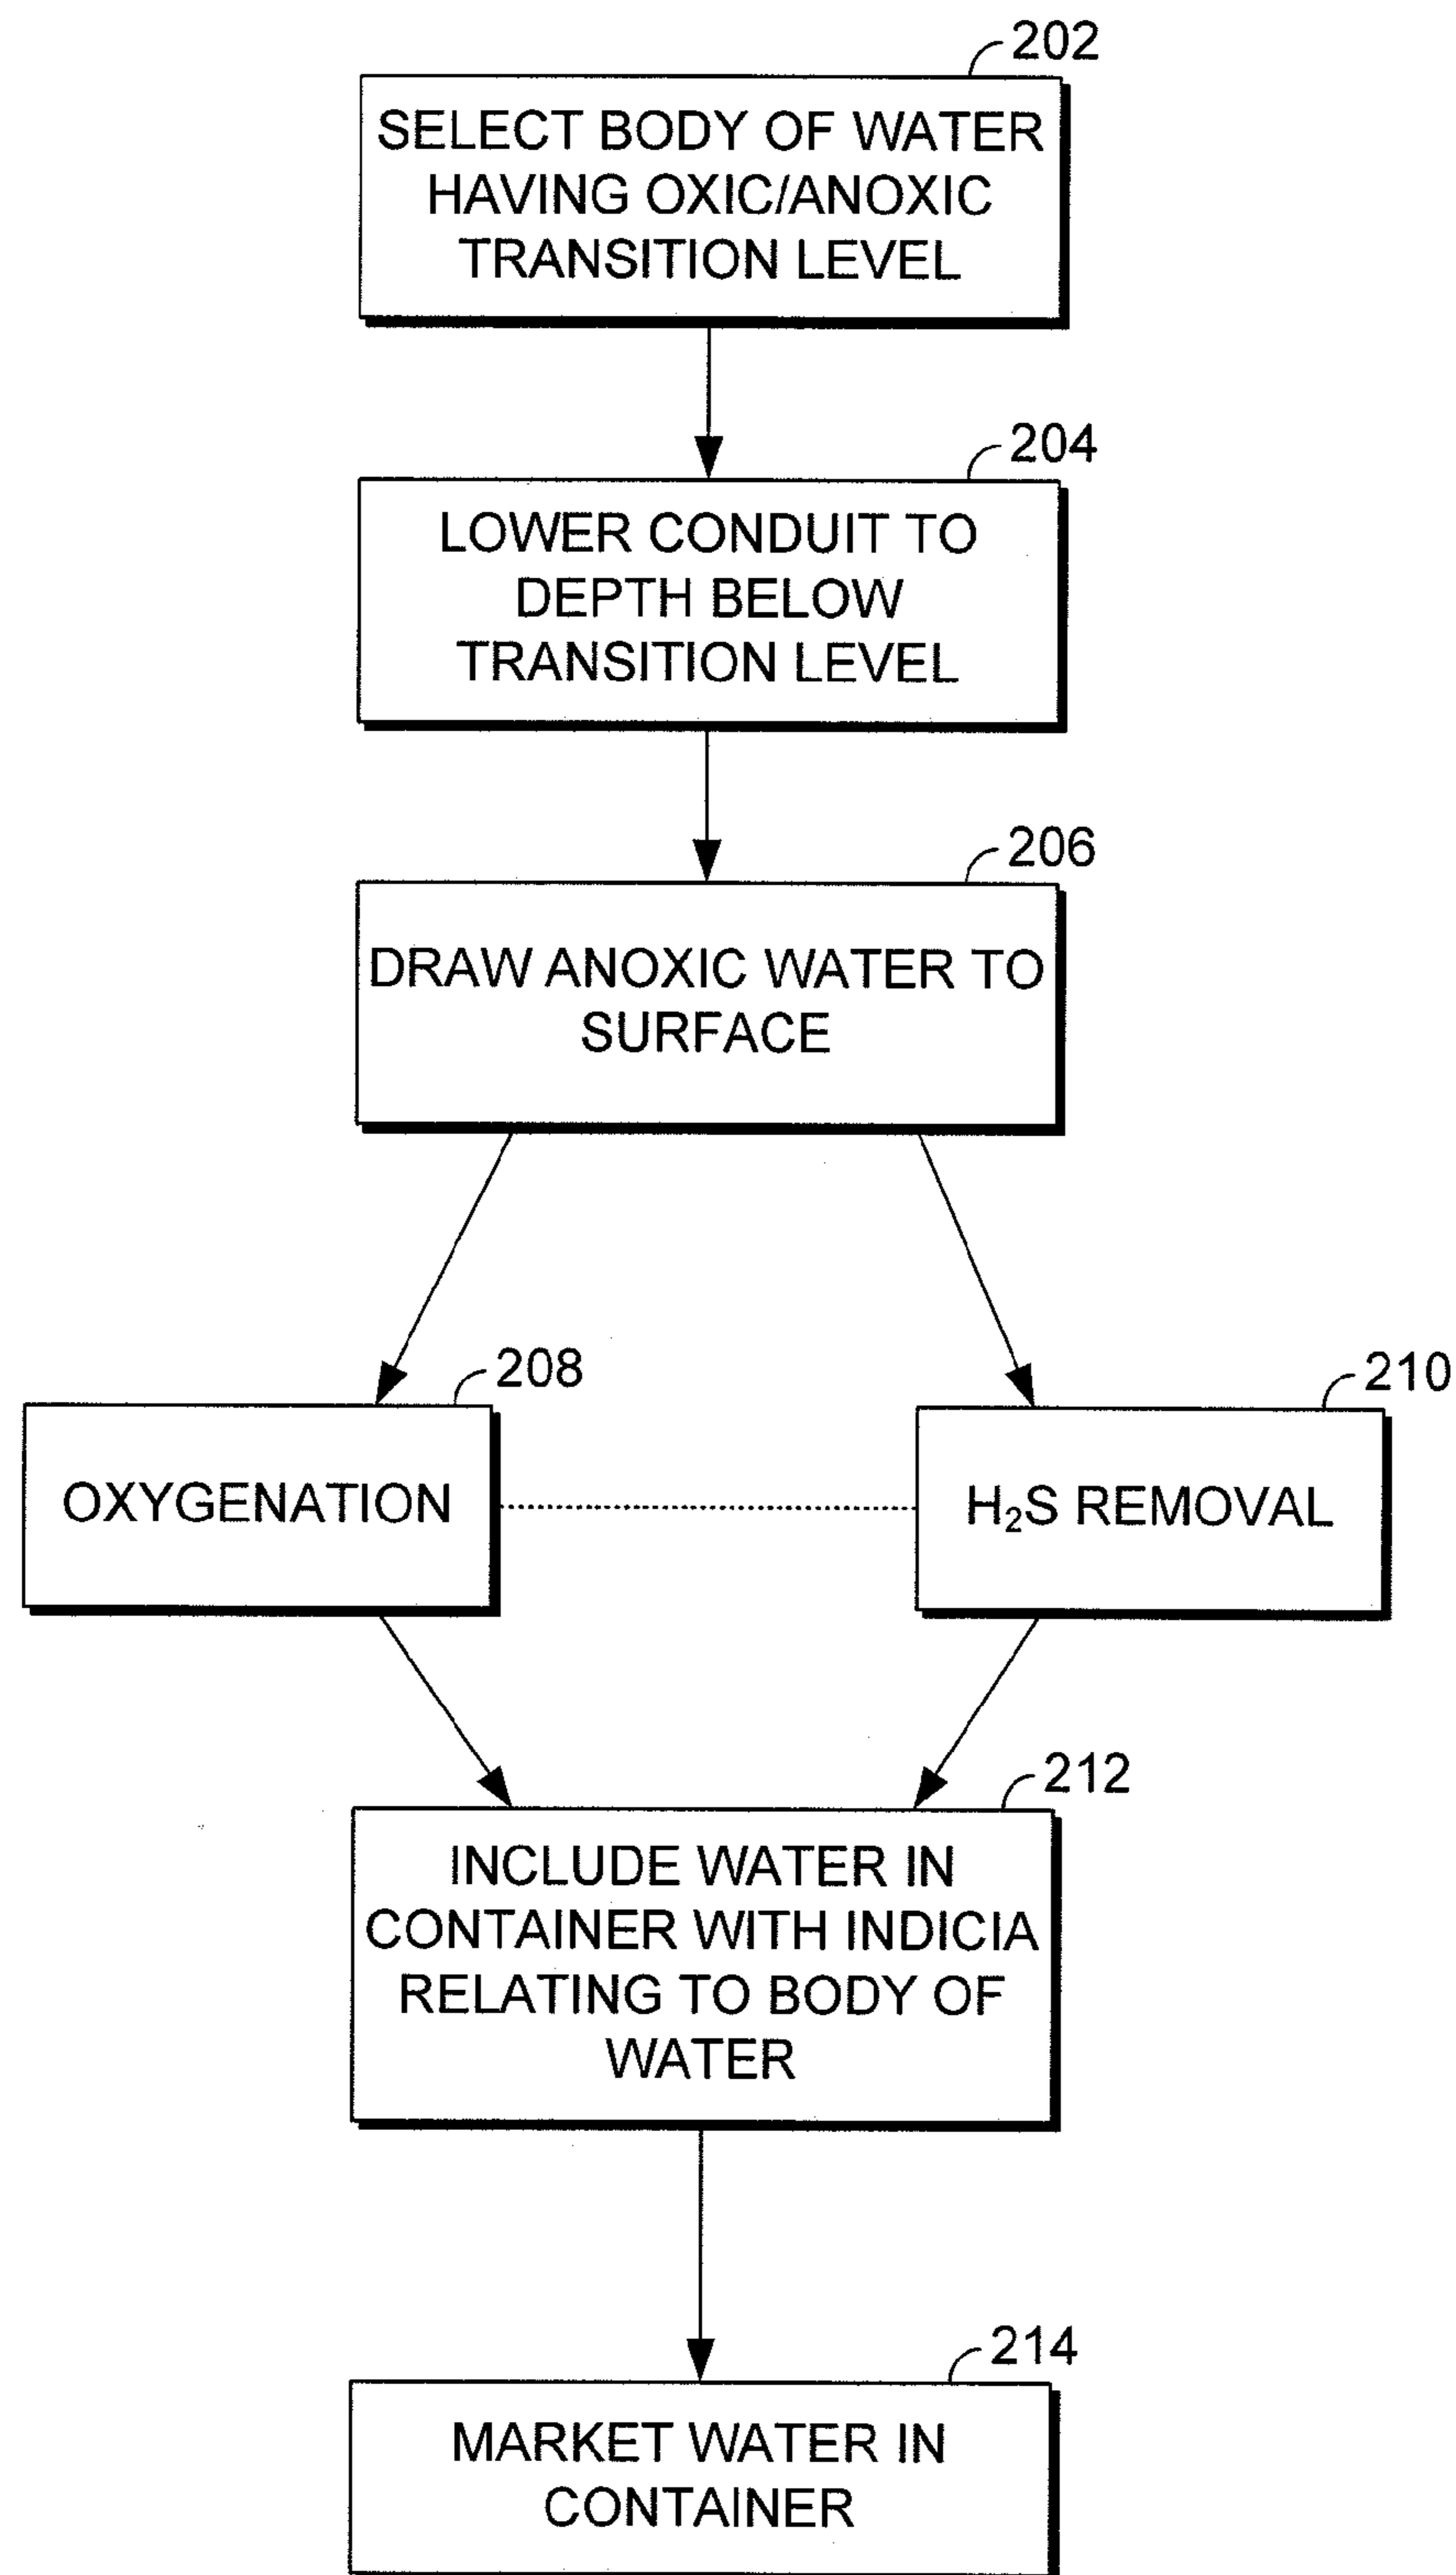 202
SELECT BODY OF WATER
HAVING OXIC/ANOXIC
TRANSITION LEVEL
204
LOWER CONDUIT TO
DEPTH BELOW
TRANSITION LEVEL
206
DRAW ANOXIC WATER TO
SURFACE
208
OXYGENATION
210
H₂S REMOVAL
212
INCLUDE WATER IN
CONTAINER WITH INDICIA
RELATING TO BODY OF
WATER
214
MARKET WATER IN
CONTAINER